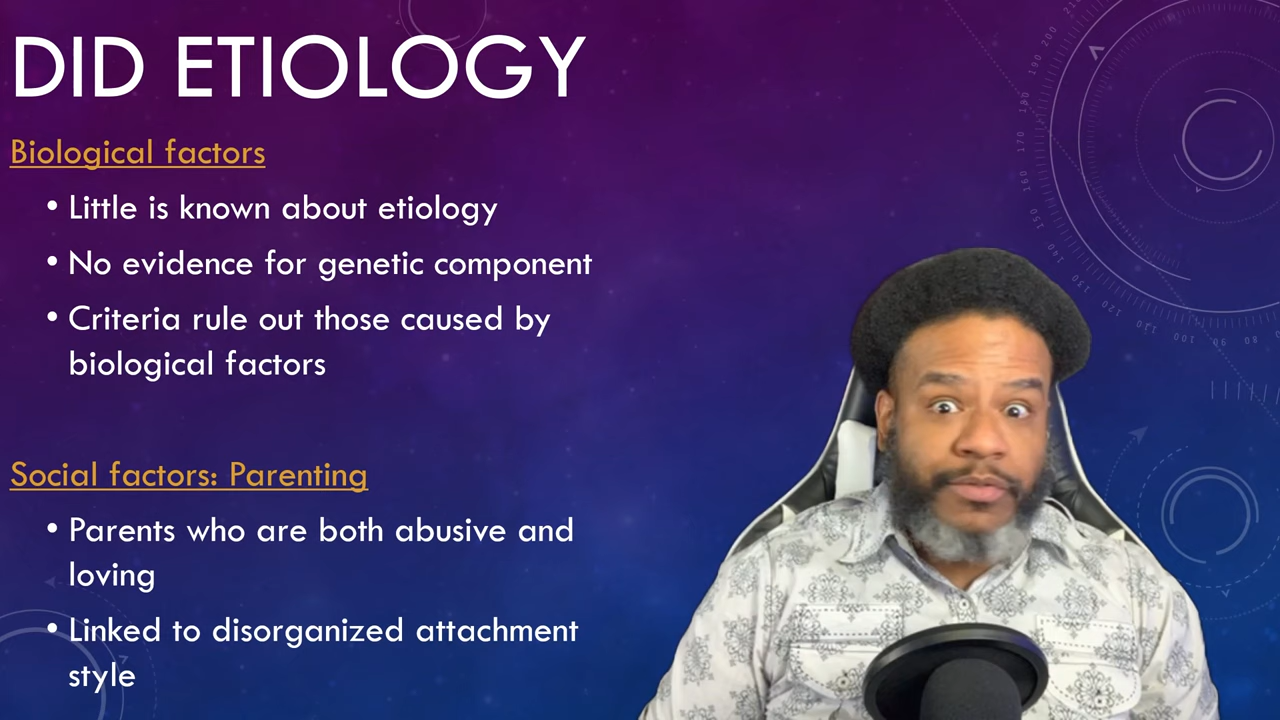 DID ETIOLOGY
Biological factors
• Little is known about etiology
• No evidence for genetic component
• Criteria rule out those caused by
biological factors
Social factors: Parenting
• Parents who are both abusive and
loving
• Linked to disorganized attachment
style